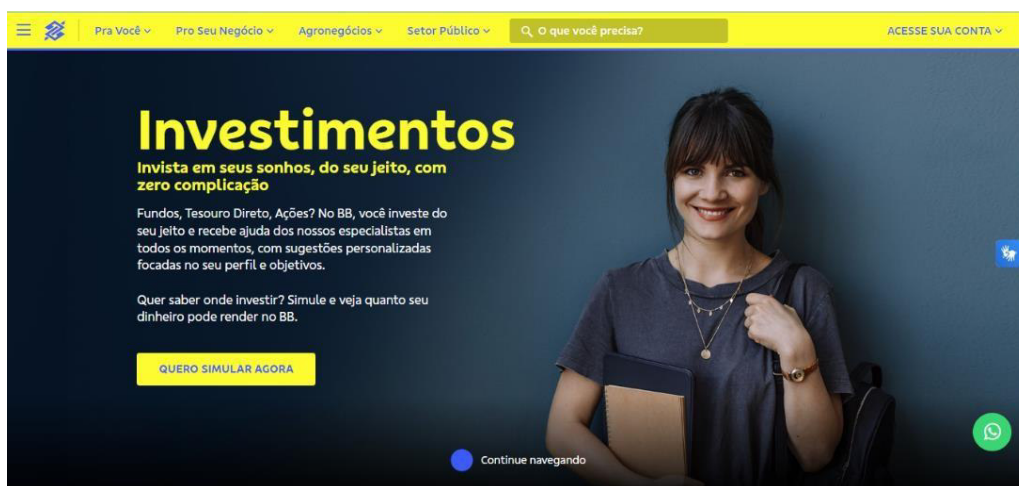 Pra Você Pro Seu Negócio Agronegócios Setor Público O que você precisa? ACESSE SUA CONTA
Investimentos
Invista em seus sonhos, do seu jeito, com
zero complicação
Fundos, Tesouro Direto, Ações? No BB, você investe do
seu jeito e recebe ajuda dos nossos especialistas em
todos os momentos, com sugestões personalizadas
focadas no seu perfil e objetivos.
Quer saber onde investir? Simule e veja quanto seu
dinheiro pode render no BB.
QUERO SIMULAR AGORA
Continue navegando